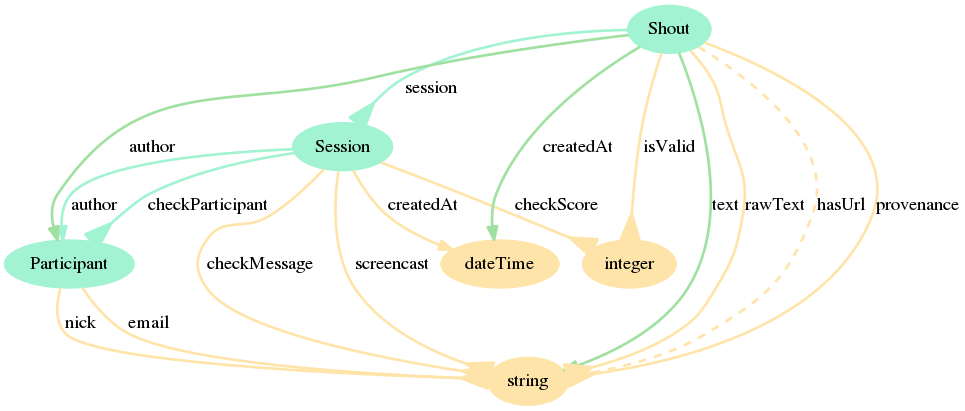 Shout
session
author
Session
createdAt
isValid
author
checkParticipant
createdAt
checkScore
text
rawText
hasUrl
provenance
Participant
checkMessage
screencast
dateTime
integer
nick
email
string